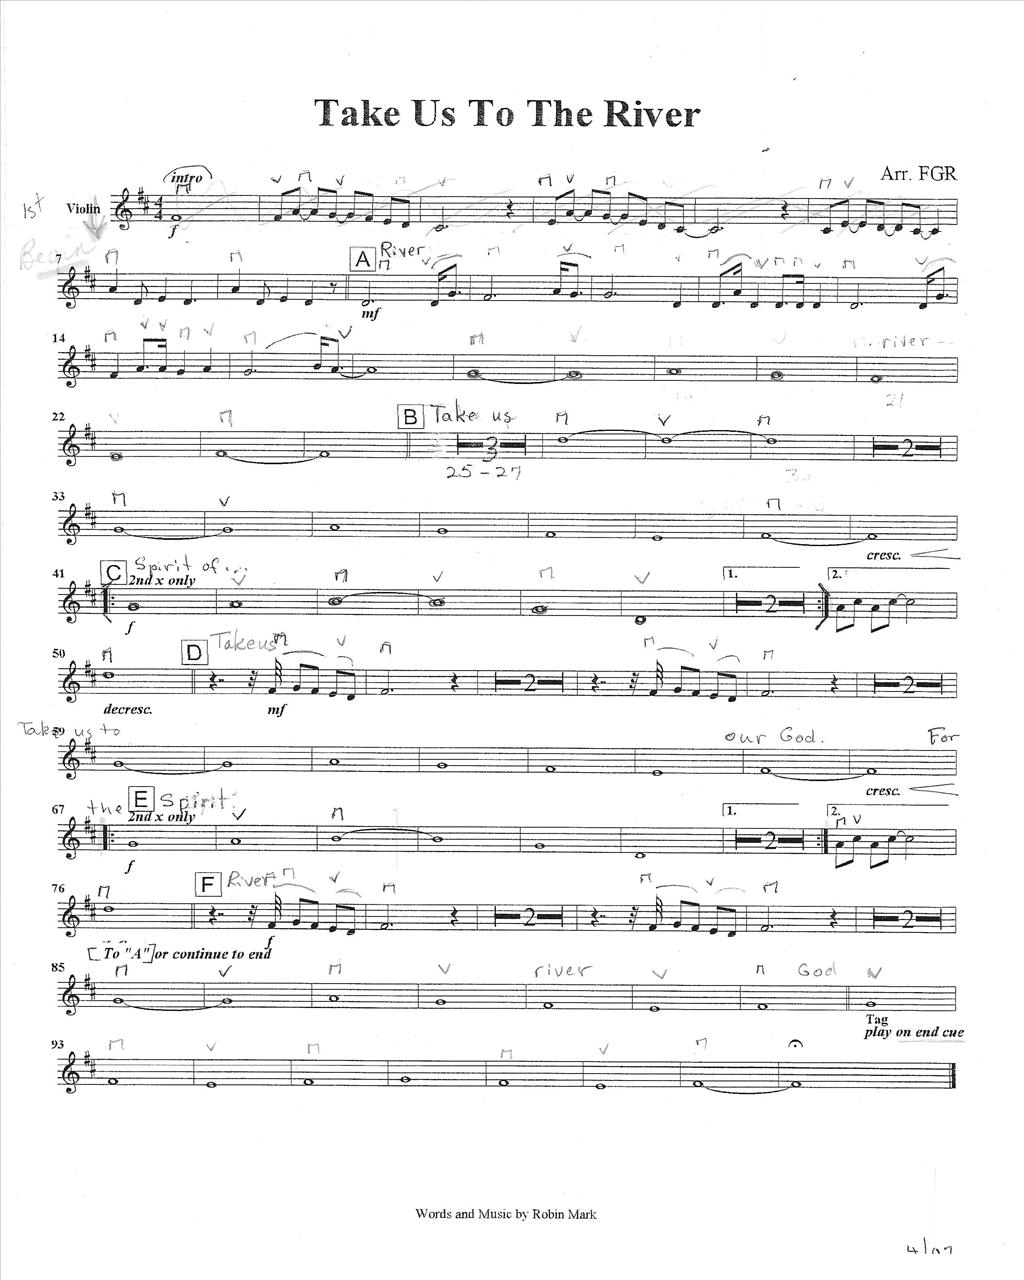 Take Us To The River
intro
Arr. FGR
1st Violin
f
Begin
7 A River
mf
14
river
21
22 B Take us
3 2
3
25-27
30
33
cresc.
41 C Spirit of...
2nd x only 1. 2.
2
f
50 D Take us
2 2
decresc. mf
Take us to our God. For
59
cresc.
67 the E Spirit
2nd x only 1. 2.
2
f
76 F River
2 2
f
[To "A"] or continue to end
85 river God
Tag
play on end cue
93
Words and Music by Robin Mark
4/07